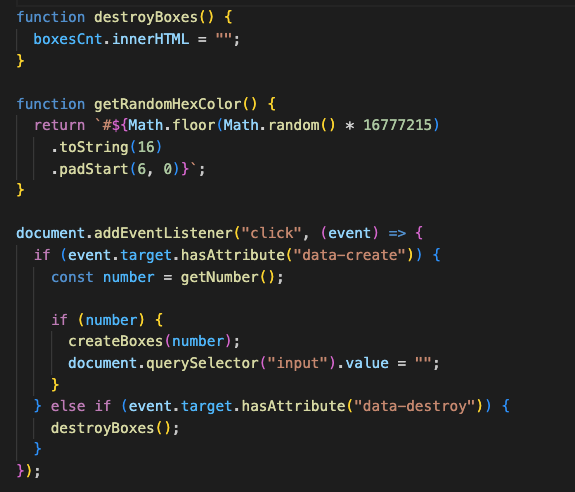 function destroyBoxes() {
  boxesCnt.innerHTML = "";
}

function getRandomHexColor() {
  return `#${Math.floor(Math.random() * 16777215)
    .toString(16)
    .padStart(6, 0)}`;
}

document.addEventListener("click", (event) => {
  if (event.target.hasAttribute("data-create")) {
    const number = getNumber();

    if (number) {
      createBoxes(number);
      document.querySelector("input").value = "";
    }
  } else if (event.target.hasAttribute("data-destroy")) {
    destroyBoxes();
  }
});